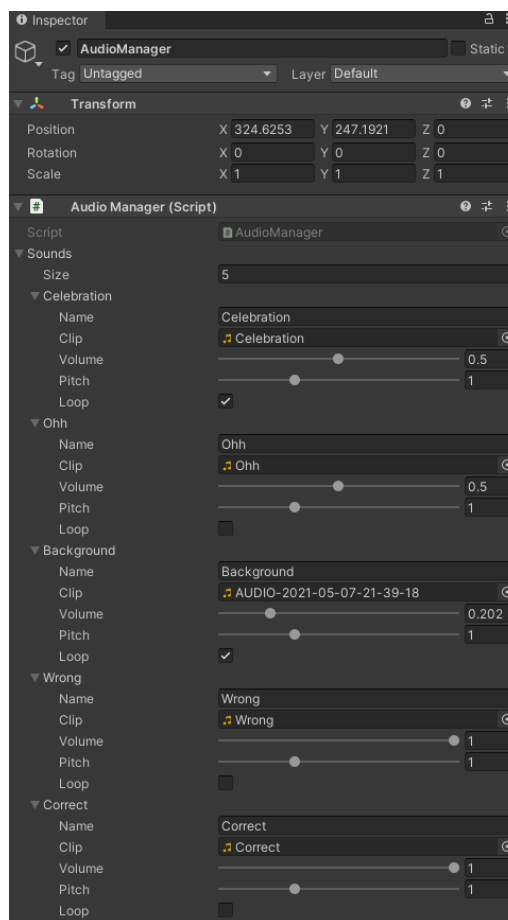 Inspector
AudioManager Static
Tag Untagged Layer Default
Transform
Position X 324.6253 Y 247.1921 Z 0
Rotation X 0 Y 0 Z 0
Scale X 1 Y 1 Z 1
# Audio Manager (Script)
Script AudioManager
Sounds
Size 5
Celebration
Name Celebration
Clip Celebration
Volume 0.5
Pitch 1
Loop
Ohh
Name Ohh
Clip Ohh
Volume 0.5
Pitch 1
Loop
Background
Name Background
Clip AUDIO-2021-05-07-21-39-18
Volume 0.202
Pitch 1
Loop
Wrong
Name Wrong
Clip Wrong
Volume 1
Pitch 1
Loop
Correct
Name Correct
Clip Correct
Volume 1
Pitch 1
Loop